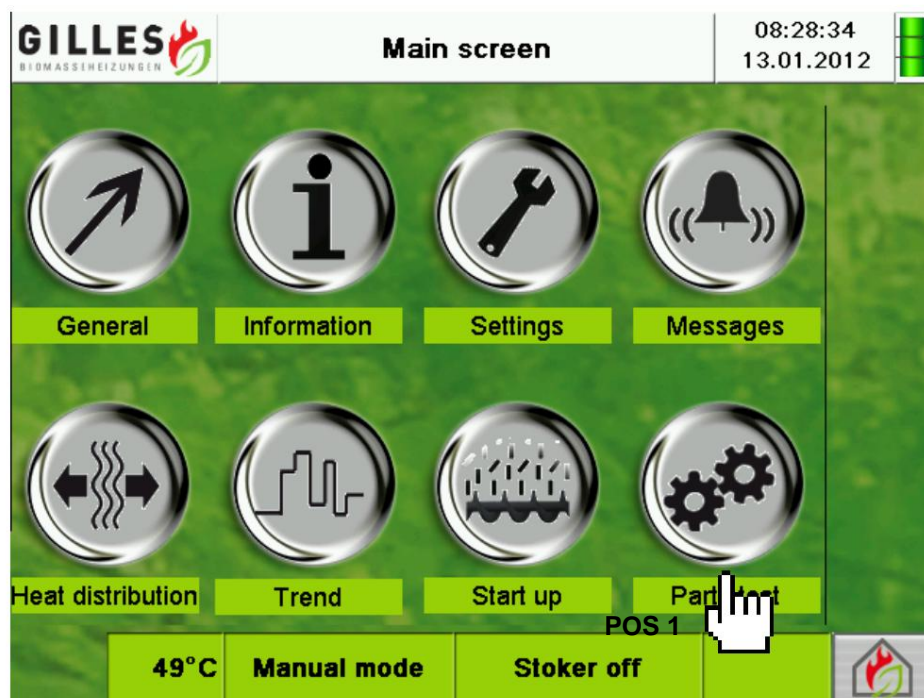 GILLES
BIOMASSEHEIZUNGEN
Main screen
08:28:34
13.01.2012
General
Information
Settings
Messages
Heat distribution
Trend
Start up
POS 1
49°C
Manual mode
Stoker off